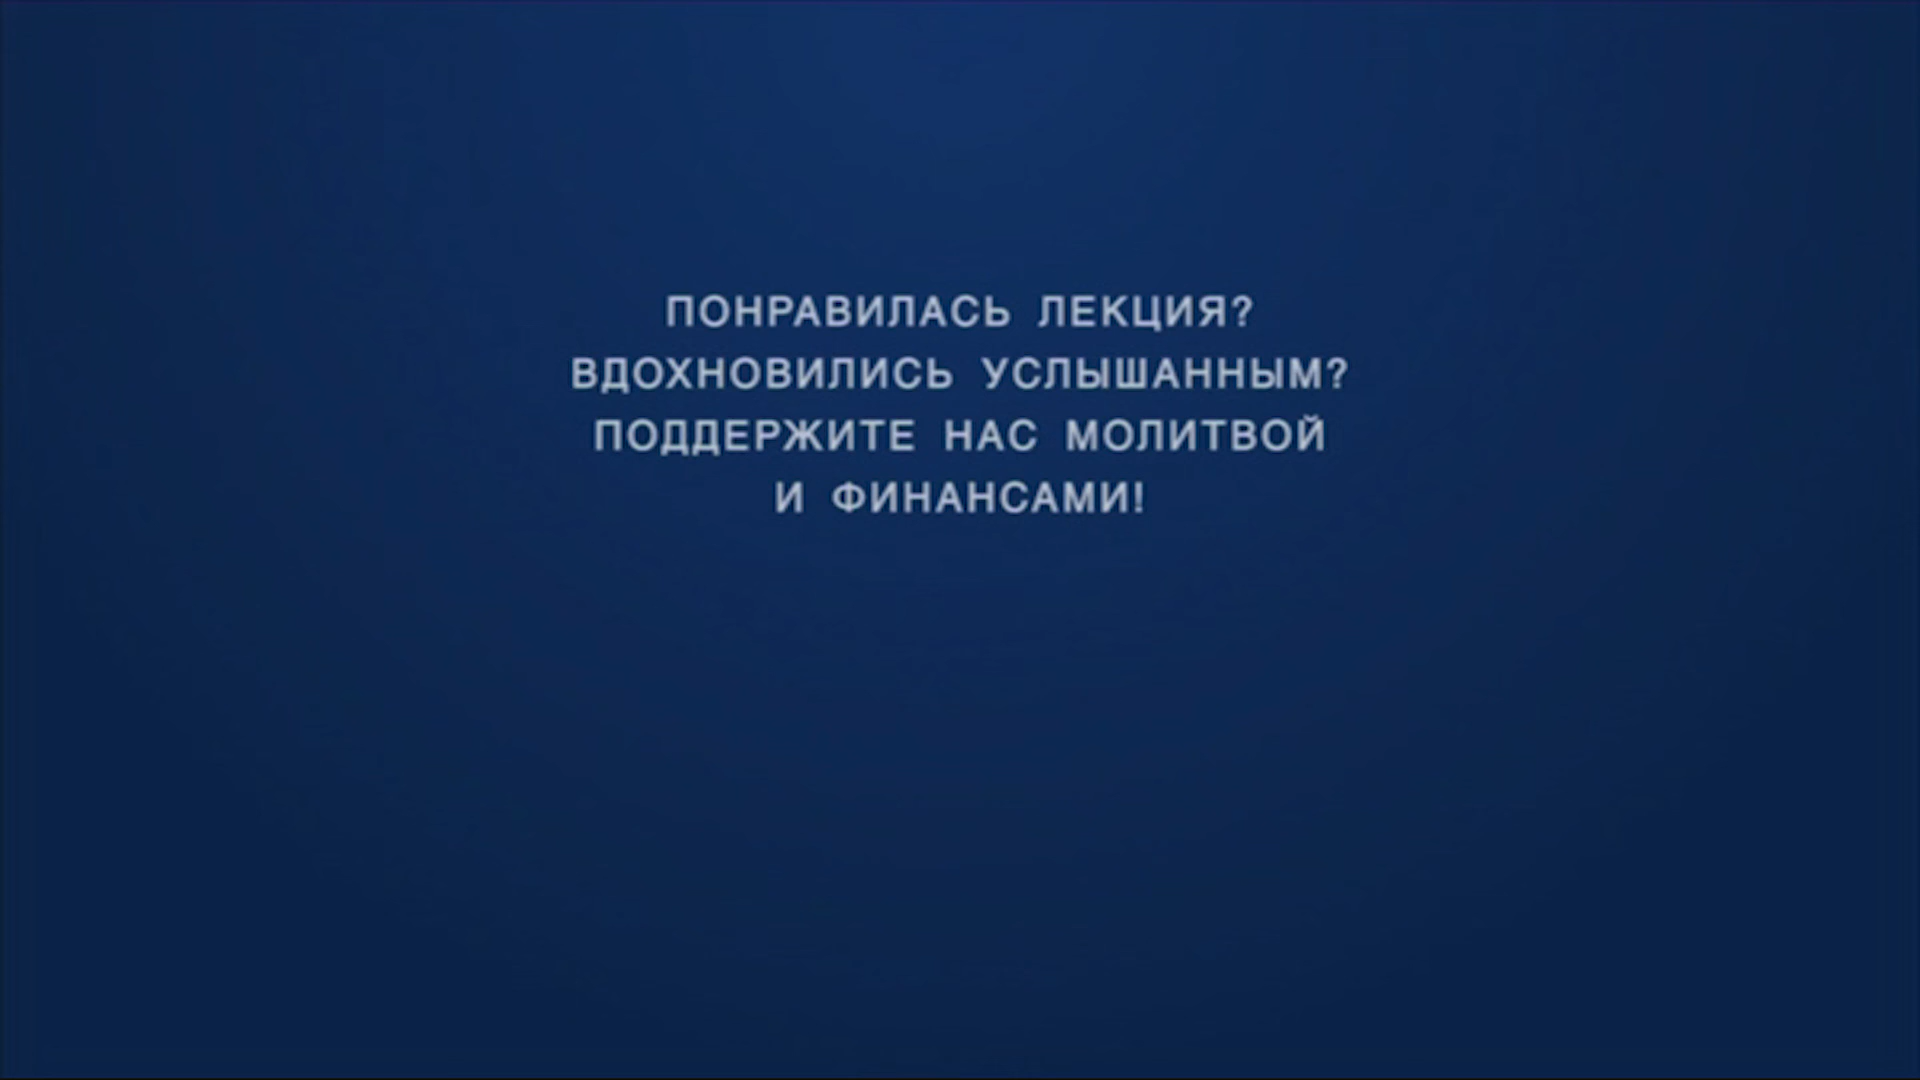 ПОНРАВИЛАСЬ ЛЕКЦИЯ?
ВДОХНОВИЛИСЬ УСЛЫШАННЫМ?
ПОДДЕРЖИТЕ НАС МОЛИТВОЙ
И ФИНАНСАМИ!